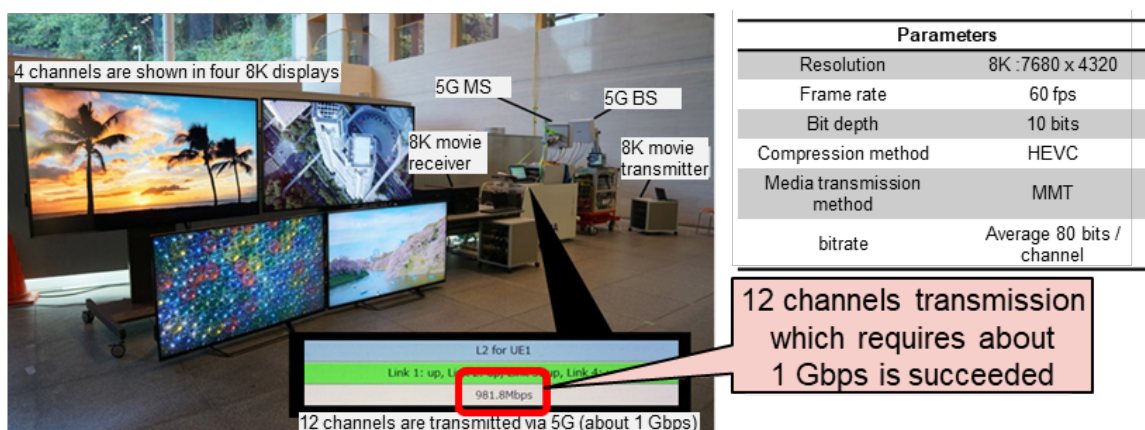 4 channels are shown in four 8K displays
5G MS
5G BS
8K movie
receiver
8K movie
transmitter
L2 for UE1
Link 1: up, Link 4:
981.8Mbps
12 channels are transmitted via 5G (about 1 Gbps)
Parameters
Resolution 8K :7680 x 4320
Frame rate 60 fps
Bit depth 10 bits
Compression method HEVC
Media transmission
method MMT
bitrate Average 80 bits /
channel
12 channels transmission
which requires about
1 Gbps is succeeded